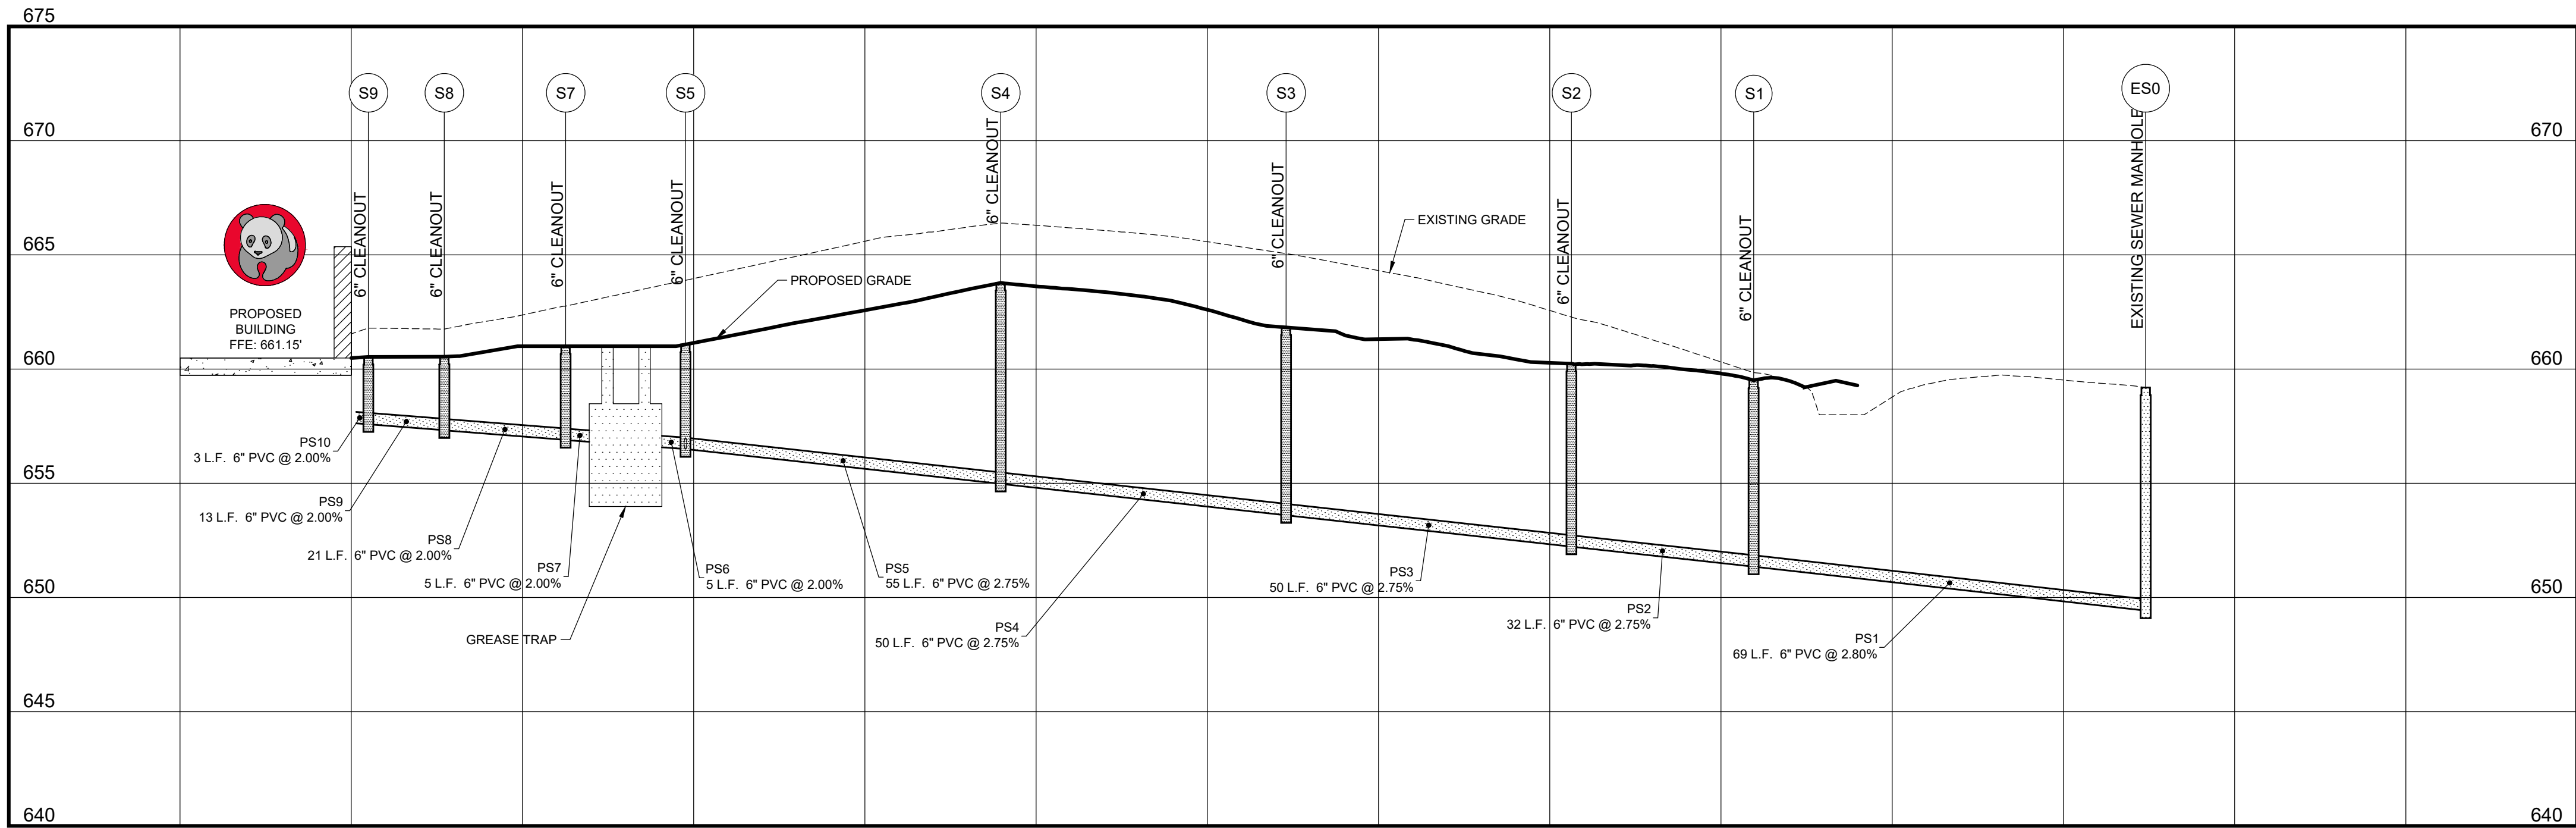 675
S9
S8
S7
S5
S4
S3
S2
S1
ES0
670
670
6" CLEANOUT
6" CLEANOUT
6" CLEANOUT
6" CLEANOUT
6" CLEANOUT
6" CLEANOUT
6" CLEANOUT
6" CLEANOUT
EXISTING SEWER MANHOLE
EXISTING GRADE
665
PROPOSED GRADE
PROPOSED
BUILDING
FFE: 661.15'
660
660
655
PS10
3 L.F. 6" PVC @ 2.00%
PS9
13 L.F. 6" PVC @ 2.00%
PS8
21 L.F. 6" PVC @ 2.00%
PS7
5 L.F. 6" PVC @ 2.00%
PS6
5 L.F. 6" PVC @ 2.00%
PS5
55 L.F. 6" PVC @ 2.75%
PS3
50 L.F. 6" PVC @ 2.75%
650
650
GREASE TRAP
PS4
50 L.F. 6" PVC @ 2.75%
PS2
32 L.F. 6" PVC @ 2.75%
PS1
69 L.F. 6" PVC @ 2.80%
645
640
640